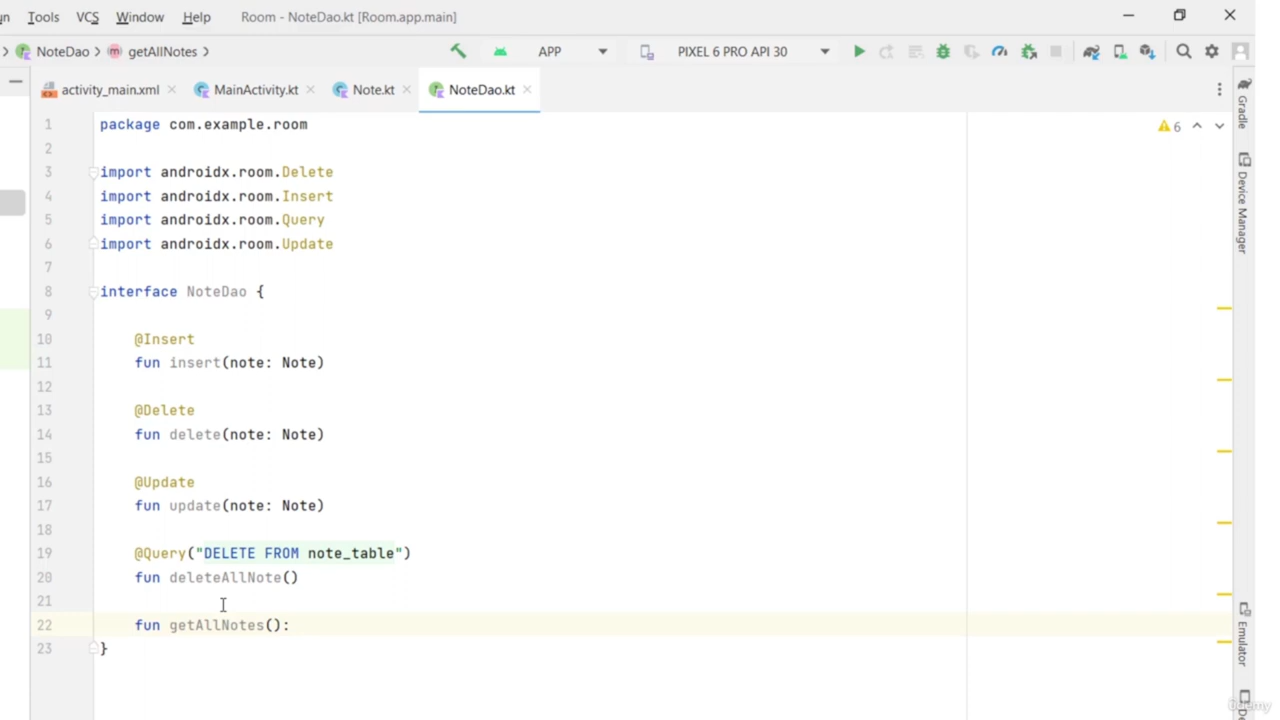 Tools VCS Window Help Room - NoteDao.kt [Room.app.main]
NoteDao getAllNotes APP PIXEL 6 PRO API 30
activity_main.xml MainActivity.kt Note.kt NoteDao.kt
1 package com.example.room
6
2
3 import androidx.room.Delete
4 import androidx.room.Insert
5 import androidx.room.Query
6 import androidx.room.Update
7
8 interface NoteDao {
9
10 @Insert
11 fun insert(note: Note)
12
13 @Delete
14 fun delete(note: Note)
15
16 @Update
17 fun update(note: Note)
18
19 @Query("DELETE FROM note_table")
20 fun deleteAllNote()
21
22 fun getAllNotes():
23 }
Gradle
Device Manager
Emulator
udemy